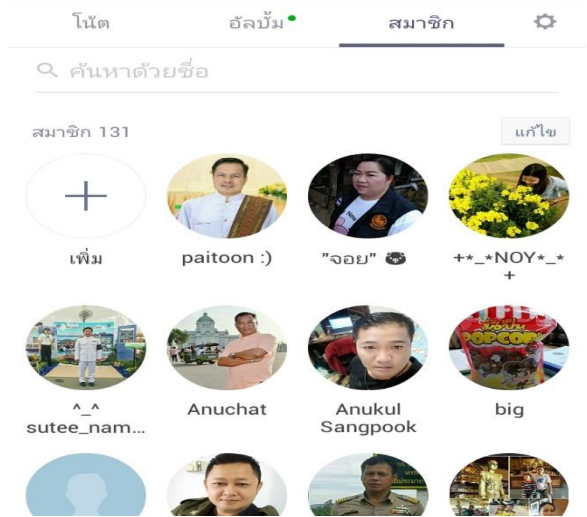 โน้ต อัลบั้ม สมาชิก
ค้นหาด้วยชื่อ
สมาชิก 131 แก้ไข
เพิ่ม paitoon :) "จอย" +*_*NOY*_*
+
^_^ Anuchat Anukul big
sutee_nam... Sangpook
POPCORN